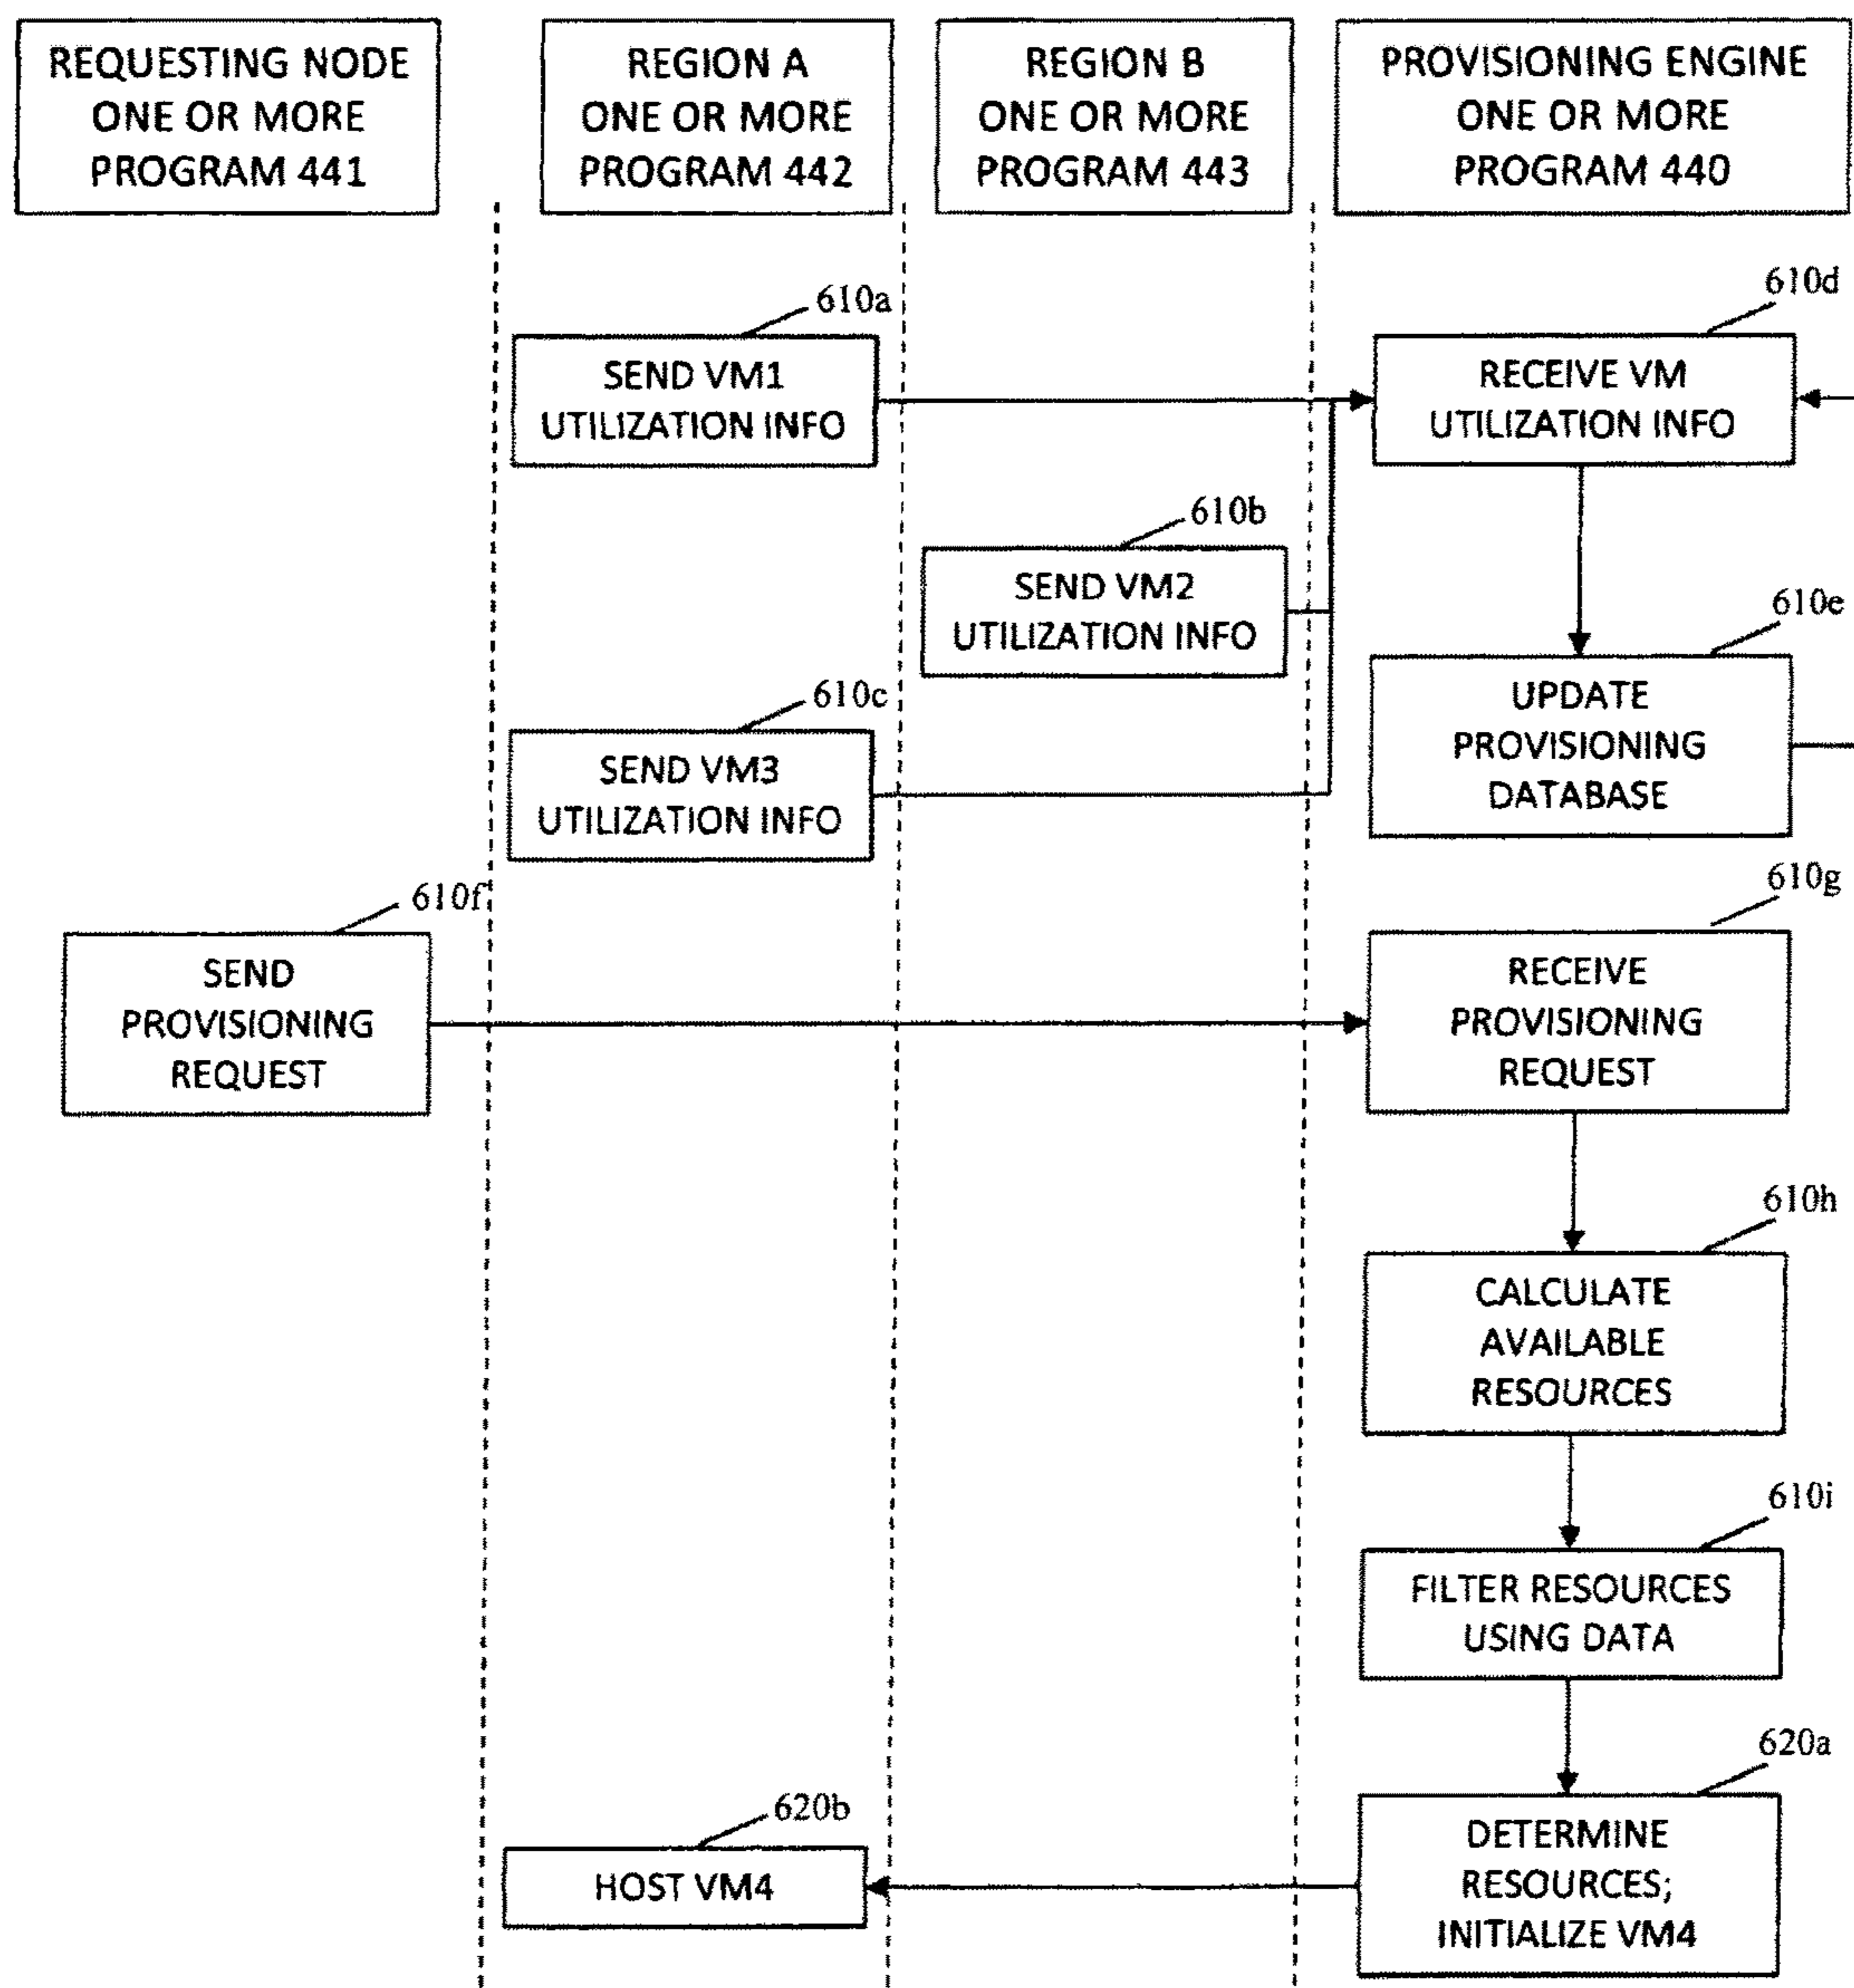 REQUESTING NODE
ONE OR MORE
PROGRAM 441
REGION A
ONE OR MORE
PROGRAM 442
REGION B
ONE OR MORE
PROGRAM 443
PROVISIONING ENGINE
ONE OR MORE
PROGRAM 440
610a
SEND VM1
UTILIZATION INFO
610d
RECEIVE VM
UTILIZATION INFO
610b
SEND VM2
UTILIZATION INFO
610e
UPDATE
PROVISIONING
DATABASE
610c
SEND VM3
UTILIZATION INFO
610f
SEND
PROVISIONING
REQUEST
610g
RECEIVE
PROVISIONING
REQUEST
610h
CALCULATE
AVAILABLE
RESOURCES
610i
FILTER RESOURCES
USING DATA
620a
DETERMINE
RESOURCES;
INITIALIZE VM4
620b
HOST VM4